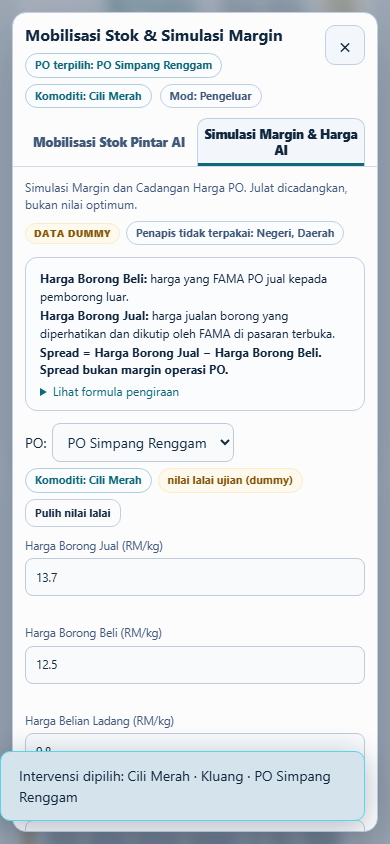 Mobilisasi Stok & Simulasi Margin
×
PO terpilih: PO Simpang Renggam
Komoditi: Cili Merah
Mod: Pengeluar
Mobilisasi Stok Pintar AI
Simulasi Margin & Harga
AI
Simulasi Margin dan Cadangan Harga PO. Julat dicadangkan,
bukan nilai optimum.
DATA DUMMY
Penapis tidak terpakai: Negeri, Daerah
Harga Borong Beli: harga yang FAMA PO jual kepada
pemborong luar.
Harga Borong Jual: harga jualan borong yang
diperhatikan dan dikutip oleh FAMA di pasaran terbuka.
Spread = Harga Borong Jual − Harga Borong Beli.
Spread bukan margin operasi PO.
▶ Lihat formula pengiraan
PO:
PO Simpang Renggam
Komoditi: Cili Merah
nilai lalai ujian (dummy)
Pulih nilai lalai
Harga Borong Jual (RM/kg)
13.7
Harga Borong Beli (RM/kg)
12.5
Harga Belian Ladang (RM/kg)
Intervensi dipilih: Cili Merah · Kluang · PO Simpang
Renggam